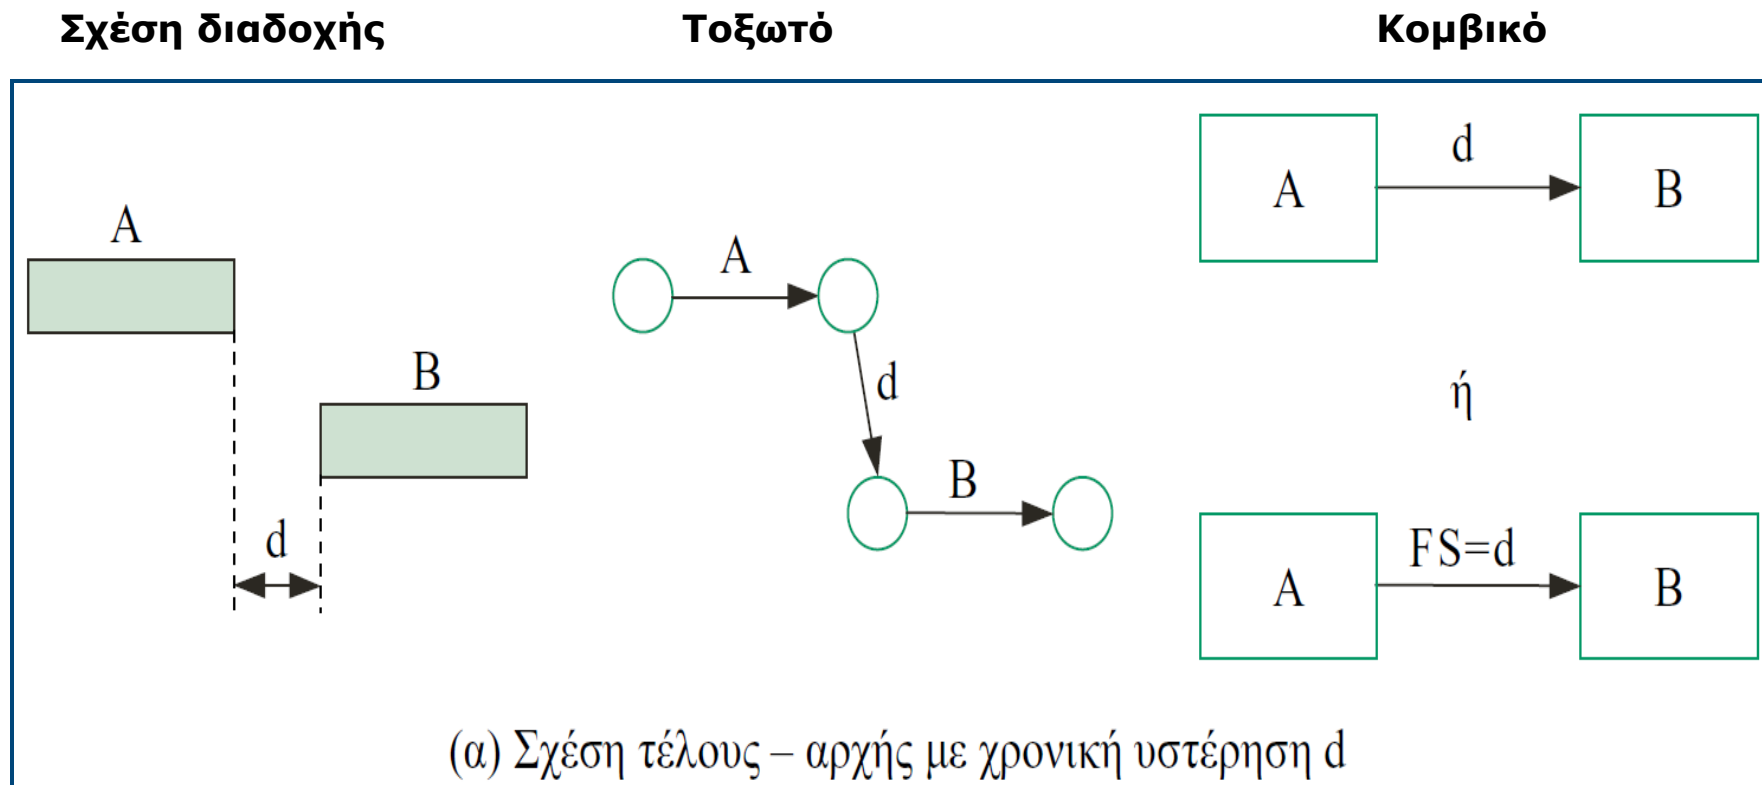 Σχέση διαδοχής Τοξωτό Κομβικό
A
d
B
A
d
B
A d B
ή
A FS=d B
(α) Σχέση τέλους – αρχής με χρονική υστέρηση d